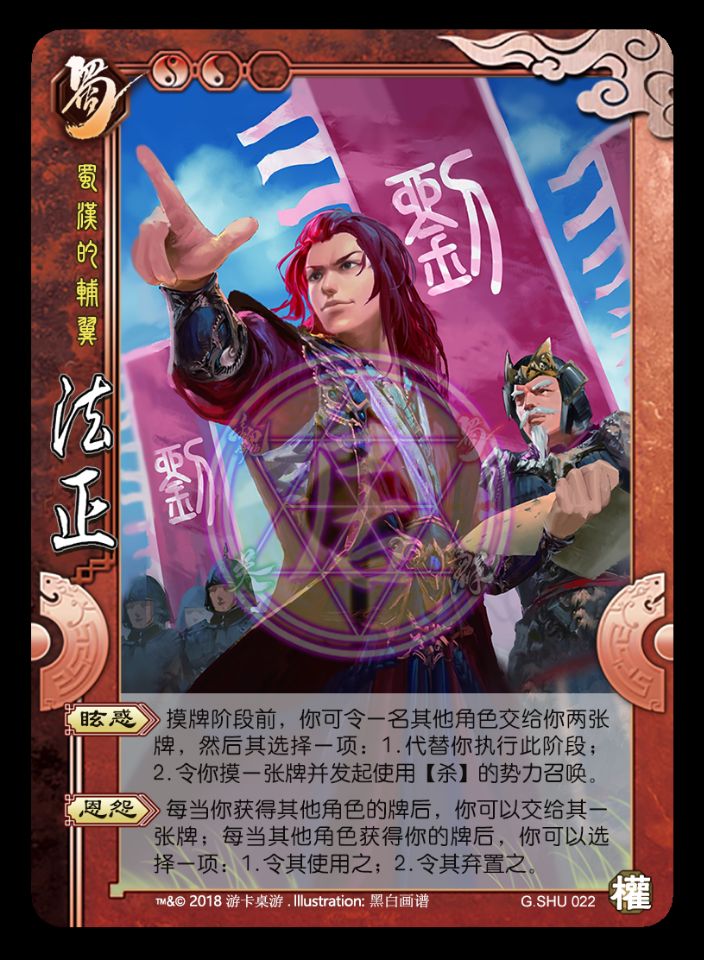 蜀
蜀漢的輔翼
法正
劉
劉
魏
蜀
法
吳
群
眩惑
摸牌阶段前，你可令一名其他角色交给你两张
牌，然后其选择一项：1.代替你执行此阶段；
2.令你摸一张牌并发起使用【杀】的势力召唤。
恩怨
每当你获得其他角色的牌后，你可以交给其一
张牌；每当其他角色获得你的牌后，你可以选
择一项：1.令其使用之；2.令其弃置之。
™&© 2018 游卡桌游 . Illustration: 黑白画谱
G.SHU 022
權